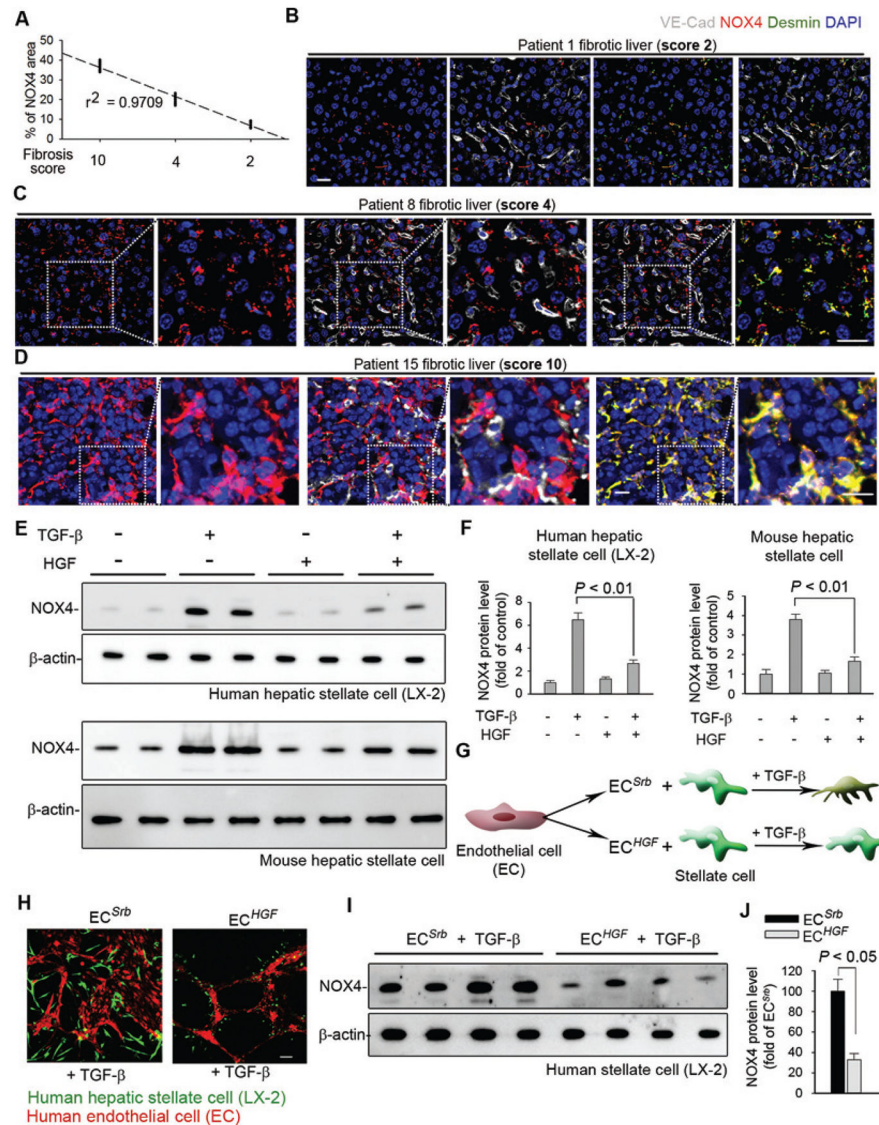 A
% of NOX4 area
50
40
30
20
10
0
r2 = 0.9709
Fibrosis score
10 4 2
B
VE-Cad NOX4 Desmin DAPI
Patient 1 fibrotic liver (score 2)
C
Patient 8 fibrotic liver (score 4)
D
Patient 15 fibrotic liver (score 10)
E
TGF-β - + - +
HGF - - + +
NOX4-
β-actin-
Human hepatic stellate cell (LX-2)
NOX4-
β-actin-
Mouse hepatic stellate cell
F
Human hepatic
stellate cell (LX-2)
P < 0.01
NOX4 protein level
(fold of control)
8
6
4
2
0
TGF-β - + - +
HGF - - + +
Mouse hepatic
stellate cell
P < 0.01
NOX4 protein level
(fold of control)
5
4
3
2
1
0
TGF-β - + - +
HGF - - + +
G
Endothelial cell
(EC)
ECSrb + + TGF-β
ECHGF + + TGF-β
Stellate cell
H
ECSrb ECHGF
+ TGF-β + TGF-β
Human hepatic stellate cell (LX-2)
Human endothelial cell (EC)
I
ECSrb + TGF-β ECHGF + TGF-β
NOX4-
β-actin-
Human stellate cell (LX-2)
J
ECSrb
ECHGF
P < 0.05
NOX4 protein level
(fold of ECSrb)
120
100
80
60
40
20
0